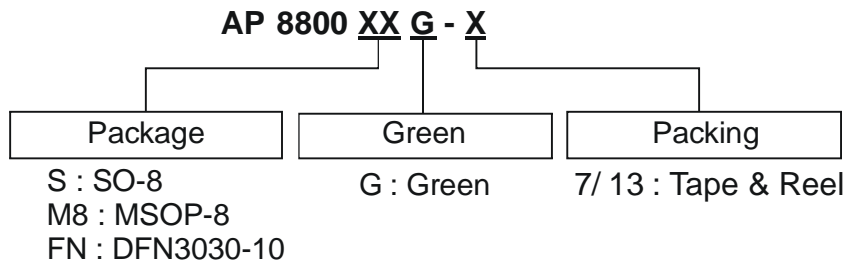 AP 8800 XX G - X
Package
Green
Packing
S : SO-8
M8 : MSOP-8
FN : DFN3030-10
G : Green
7/ 13 : Tape & Reel